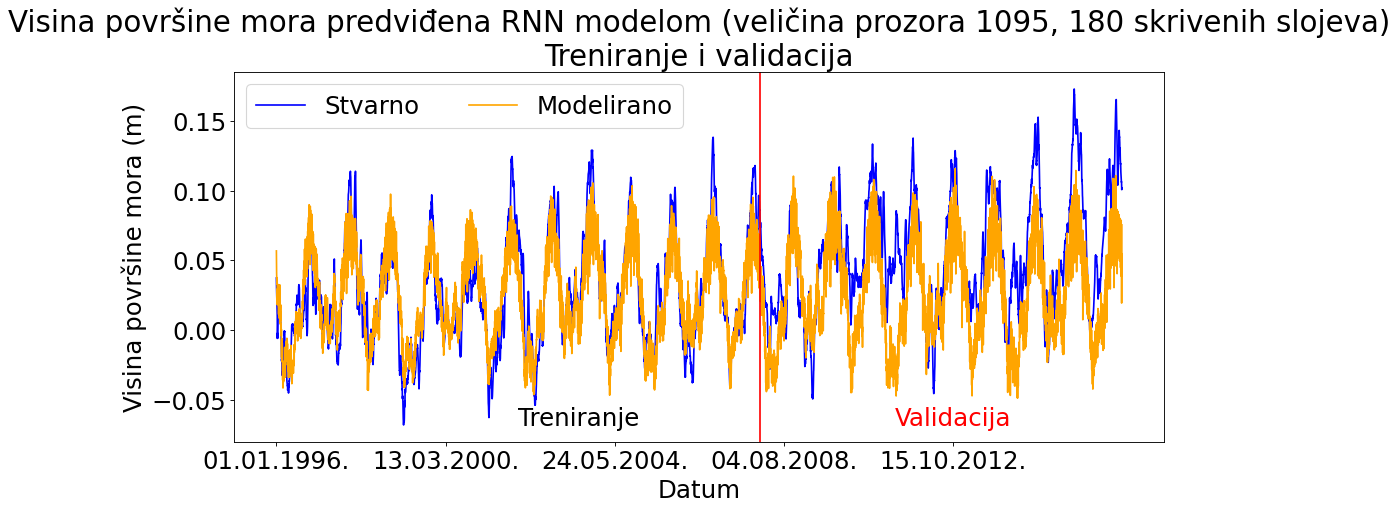 Visina površine mora predviđena RNN modelom (veličina prozora 1095, 180 skrivenih slojeva)
Treniranje i validacija
Stvarno
Modelirano
Visina površine mora (m)
0.15
0.10
0.05
0.00
−0.05
Treniranje
Validacija
01.01.1996.
13.03.2000.
24.05.2004.
04.08.2008.
15.10.2012.
Datum